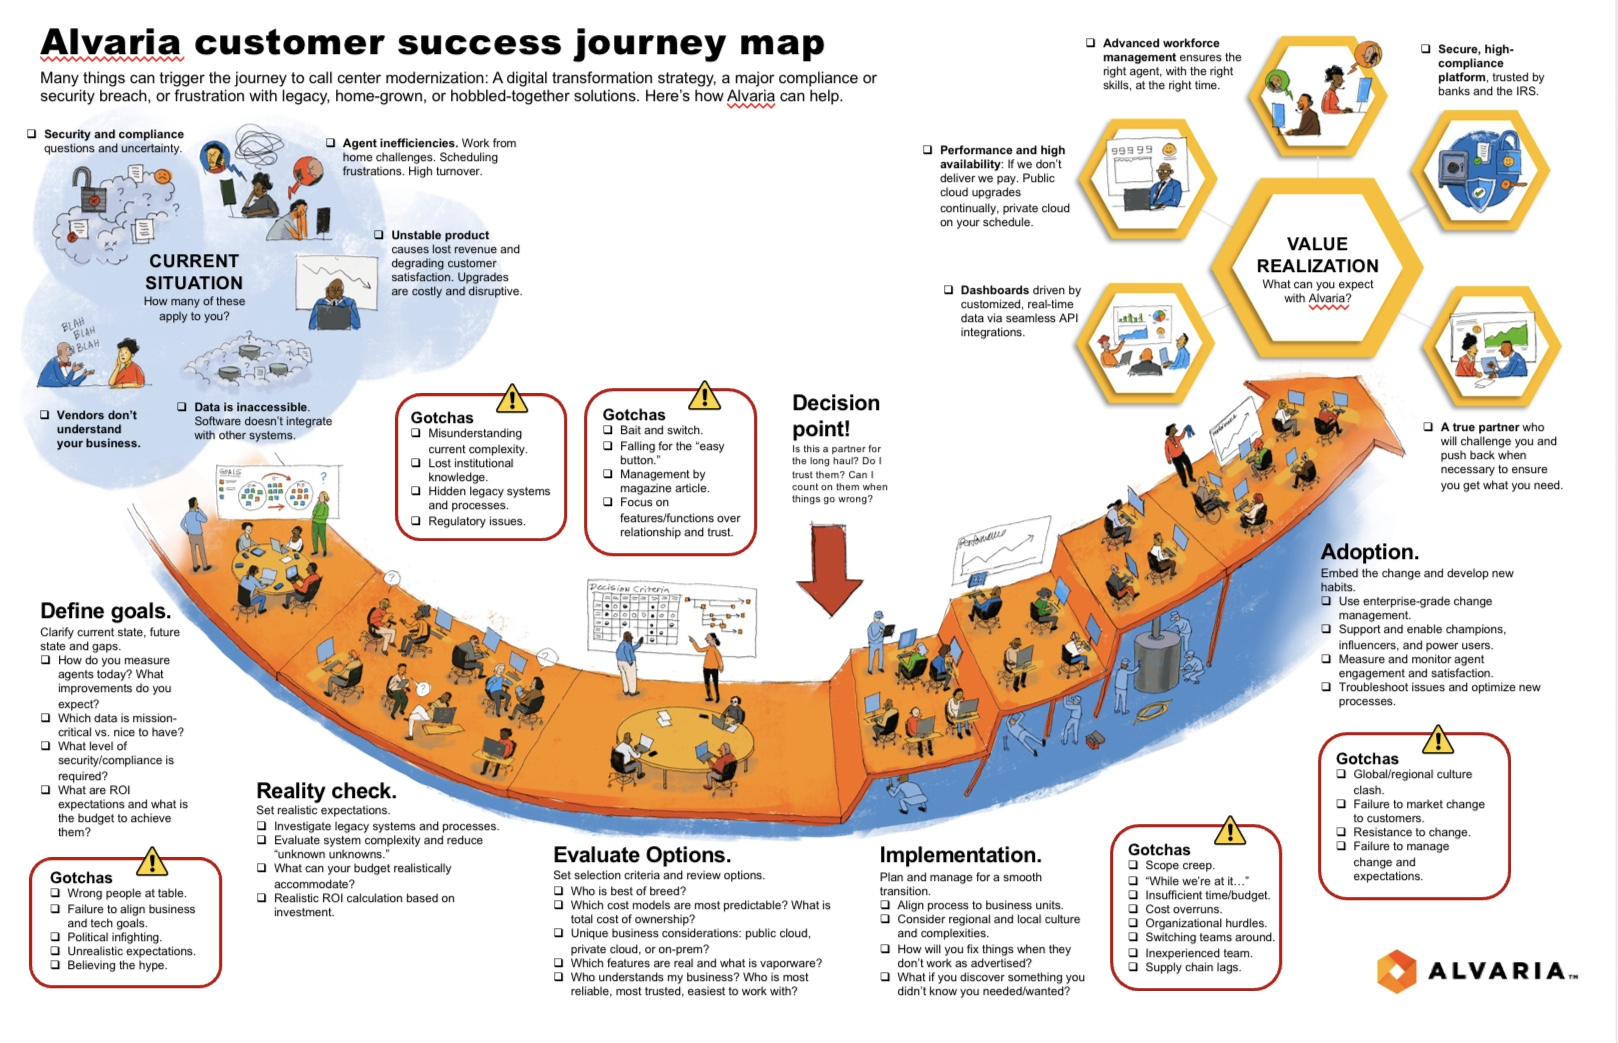 Alvaria customer success journey map
Many things can trigger the journey to call center modernization: A digital transformation strategy, a major compliance or
security breach, or frustration with legacy, home-grown, or hobbled-together solutions. Here's how Alvaria can help.
Security and compliance
questions and uncertainty.
Agent inefficiencies. Work from
home challenges. Scheduling
frustrations. High turnover.
Unstable product
causes lost revenue and
degrading customer
satisfaction. Upgrades
are costly and disruptive.
CURRENT
SITUATION
How many of these
apply to you?
BLAH
BLAH
BLAH
Vendors don't
understand
your business.
Data is inaccessible.
Software doesn't integrate
with other systems.
Advanced workforce
management ensures the
right agent, with the right
skills, at the right time.
Secure, high-
compliance
platform, trusted by
banks and the IRS.
Performance and high
availability: If we don't
deliver we pay. Public
cloud upgrades
continually, private cloud
on your schedule.
99999
VALUE
REALIZATION
What can you expect
with Alvaria?
Dashboards driven by
customized, real-time
data via seamless API
integrations.
A true partner who
will challenge you and
push back when
necessary to ensure
you get what you need.
Gotchas
Misunderstanding
current complexity.
Lost institutional
knowledge.
Hidden legacy systems
and processes.
Regulatory issues.
Gotchas
Bait and switch.
Falling for the "easy
button."
Management by
magazine article.
Focus on
features/functions over
relationship and trust.
Decision
point!
Is this a partner for
the long haul? Do I
trust them? Can I
count on them when
things go wrong?
GOALS
Decision Criteria
Performance
Performance
Define goals.
Clarify current state, future
state and gaps.
How do you measure
agents today? What
improvements do you
expect?
Which data is mission-
critical vs. nice to have?
What level of
security/compliance is
required?
What are ROI
expectations and what is
the budget to achieve
them?
Gotchas
Wrong people at table.
Failure to align business
and tech goals.
Political infighting.
Unrealistic expectations.
Believing the hype.
Reality check.
Set realistic expectations.
Investigate legacy systems and processes.
Evaluate system complexity and reduce
"unknown unknowns."
What can your budget realistically
accommodate?
Realistic ROI calculation based on
investment.
Evaluate Options.
Set selection criteria and review options.
Who is best of breed?
Which cost models are most predictable? What is
total cost of ownership?
Unique business considerations: public cloud,
private cloud, or on-prem?
Which features are real and what is vaporware?
Who understands my business? Who is most
reliable, most trusted, easiest to work with?
Implementation.
Plan and manage for a smooth
transition.
Align process to business units.
Consider regional and local culture
and complexities.
How will you fix things when they
don't work as advertised?
What if you discover something you
didn't know you needed/wanted?
Gotchas
Scope creep.
"While we're at it…"
Insufficient time/budget.
Cost overruns.
Organizational hurdles.
Switching teams around.
Inexperienced team.
Supply chain lags.
Adoption.
Embed the change and develop new
habits.
Use enterprise-grade change
management.
Support and enable champions,
influencers, and power users.
Measure and monitor agent
engagement and satisfaction.
Troubleshoot issues and optimize new
processes.
Gotchas
Global/regional culture
clash.
Failure to market change
to customers.
Resistance to change.
Failure to manage
change and
expectations.
ALVARIA™